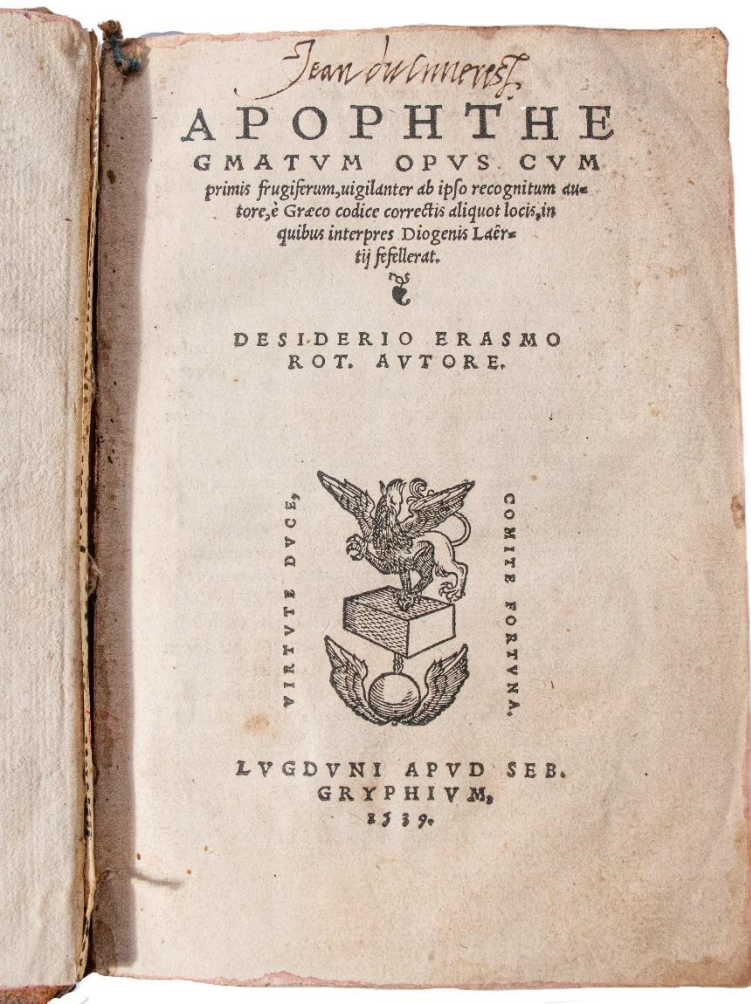 Jean du
APOPHTHE
GMATVM OPVS CVM
primis frugiferum, uigilanter ab ipso recognitum au=
tore, è Græco codice correctis aliquot locis, in
quibus interpres Diogenis Laër=
tij fefellerat.
DESIDERIO ERASMO
ROT. AVTORE.
VIRTVTE DVCE,
COMITE FORTVNA.
LVGDVNI APVD SEB.
GRYPHIVM,
1539.